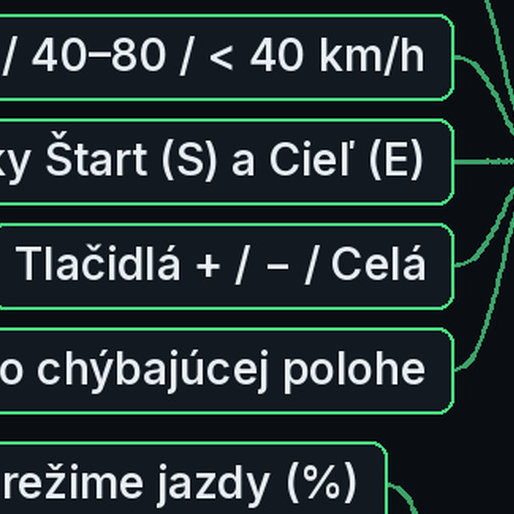 / 40–80 / < 40 km/h
ky Štart (S) a Cieľ (E)
Tlačidlá + / − / Celá
o chýbajúcej polohe
režime jazdy (%)